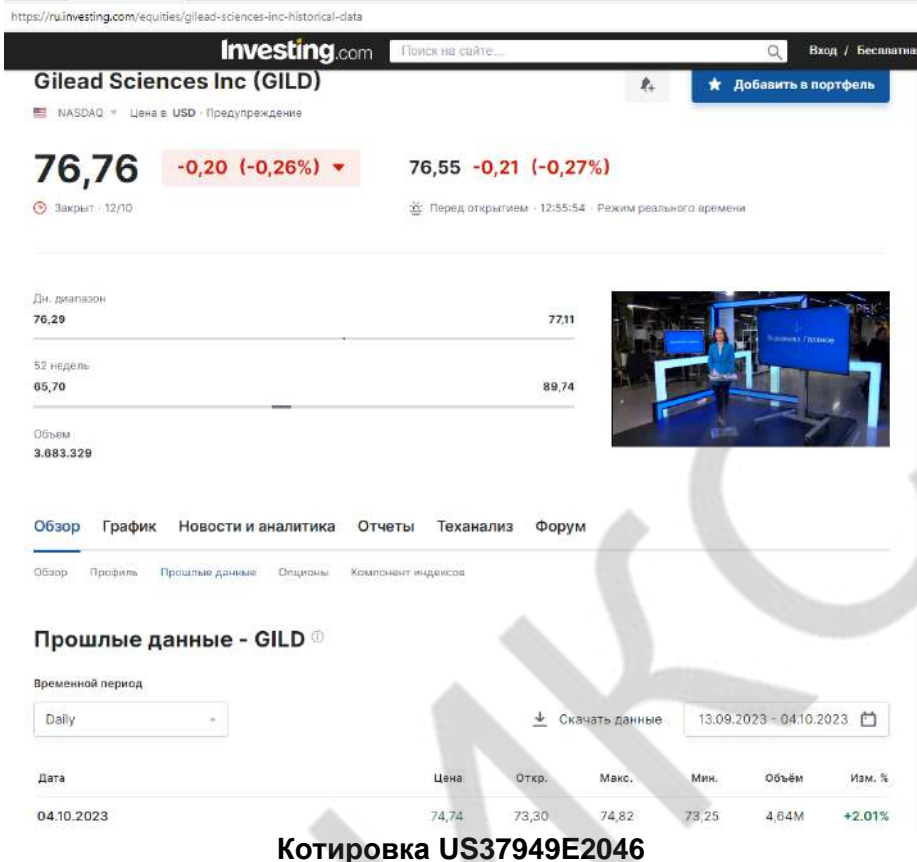 https://ru.investing.com/equities/gilead-sciences-inc-historical-data
Investing.com Поиск на сайте... Вход / Бесплатная
Gilead Sciences Inc (GILD) Добавить в портфель
NASDAQ Цена в USD · Предупреждение
76,76 -0,20 (-0,26%) 76,55 -0,21 (-0,27%)
Закрыт · 12/10 Перед открытием · 12:55:54 · Режим реального времени
Дн. диапазон
76,29 77,11
52 недель
65,70 89,74
Объем
3.683.329
Обзор График Новости и аналитика Отчеты Теханализ Форум
Обзор Профиль Прошлые данные Опционы Компонент индексов
Прошлые данные - GILD
Временной период
Daily Скачать данные 13.09.2023 - 04.10.2023
Дата Цена Откр. Макс. Мин. Объём Изм. %
04.10.2023 74,74 73,30 74,82 73,25 4,64M +2.01%
Котировка US37949E2046